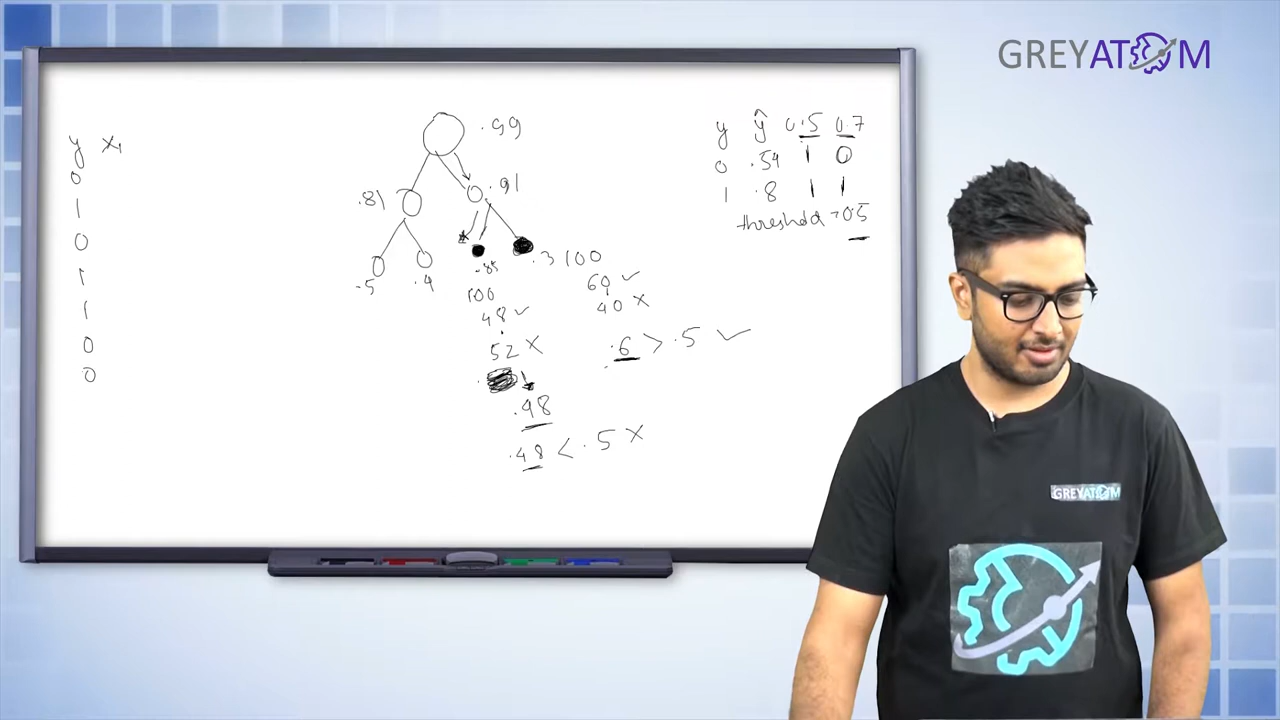 GREYATOM
y x₁
0
1
0
1
1
0
0
.99
.81 .91
.5 .4
.3 100
100
48 ✓
52 X
.48
.48 < .5 X
60 ✓
40 X
.6 > .5 ✓
y ŷ 0.5 0.7
0 .54 1 0
1 .8 1 1
threshold = 0.5
GREYATOM